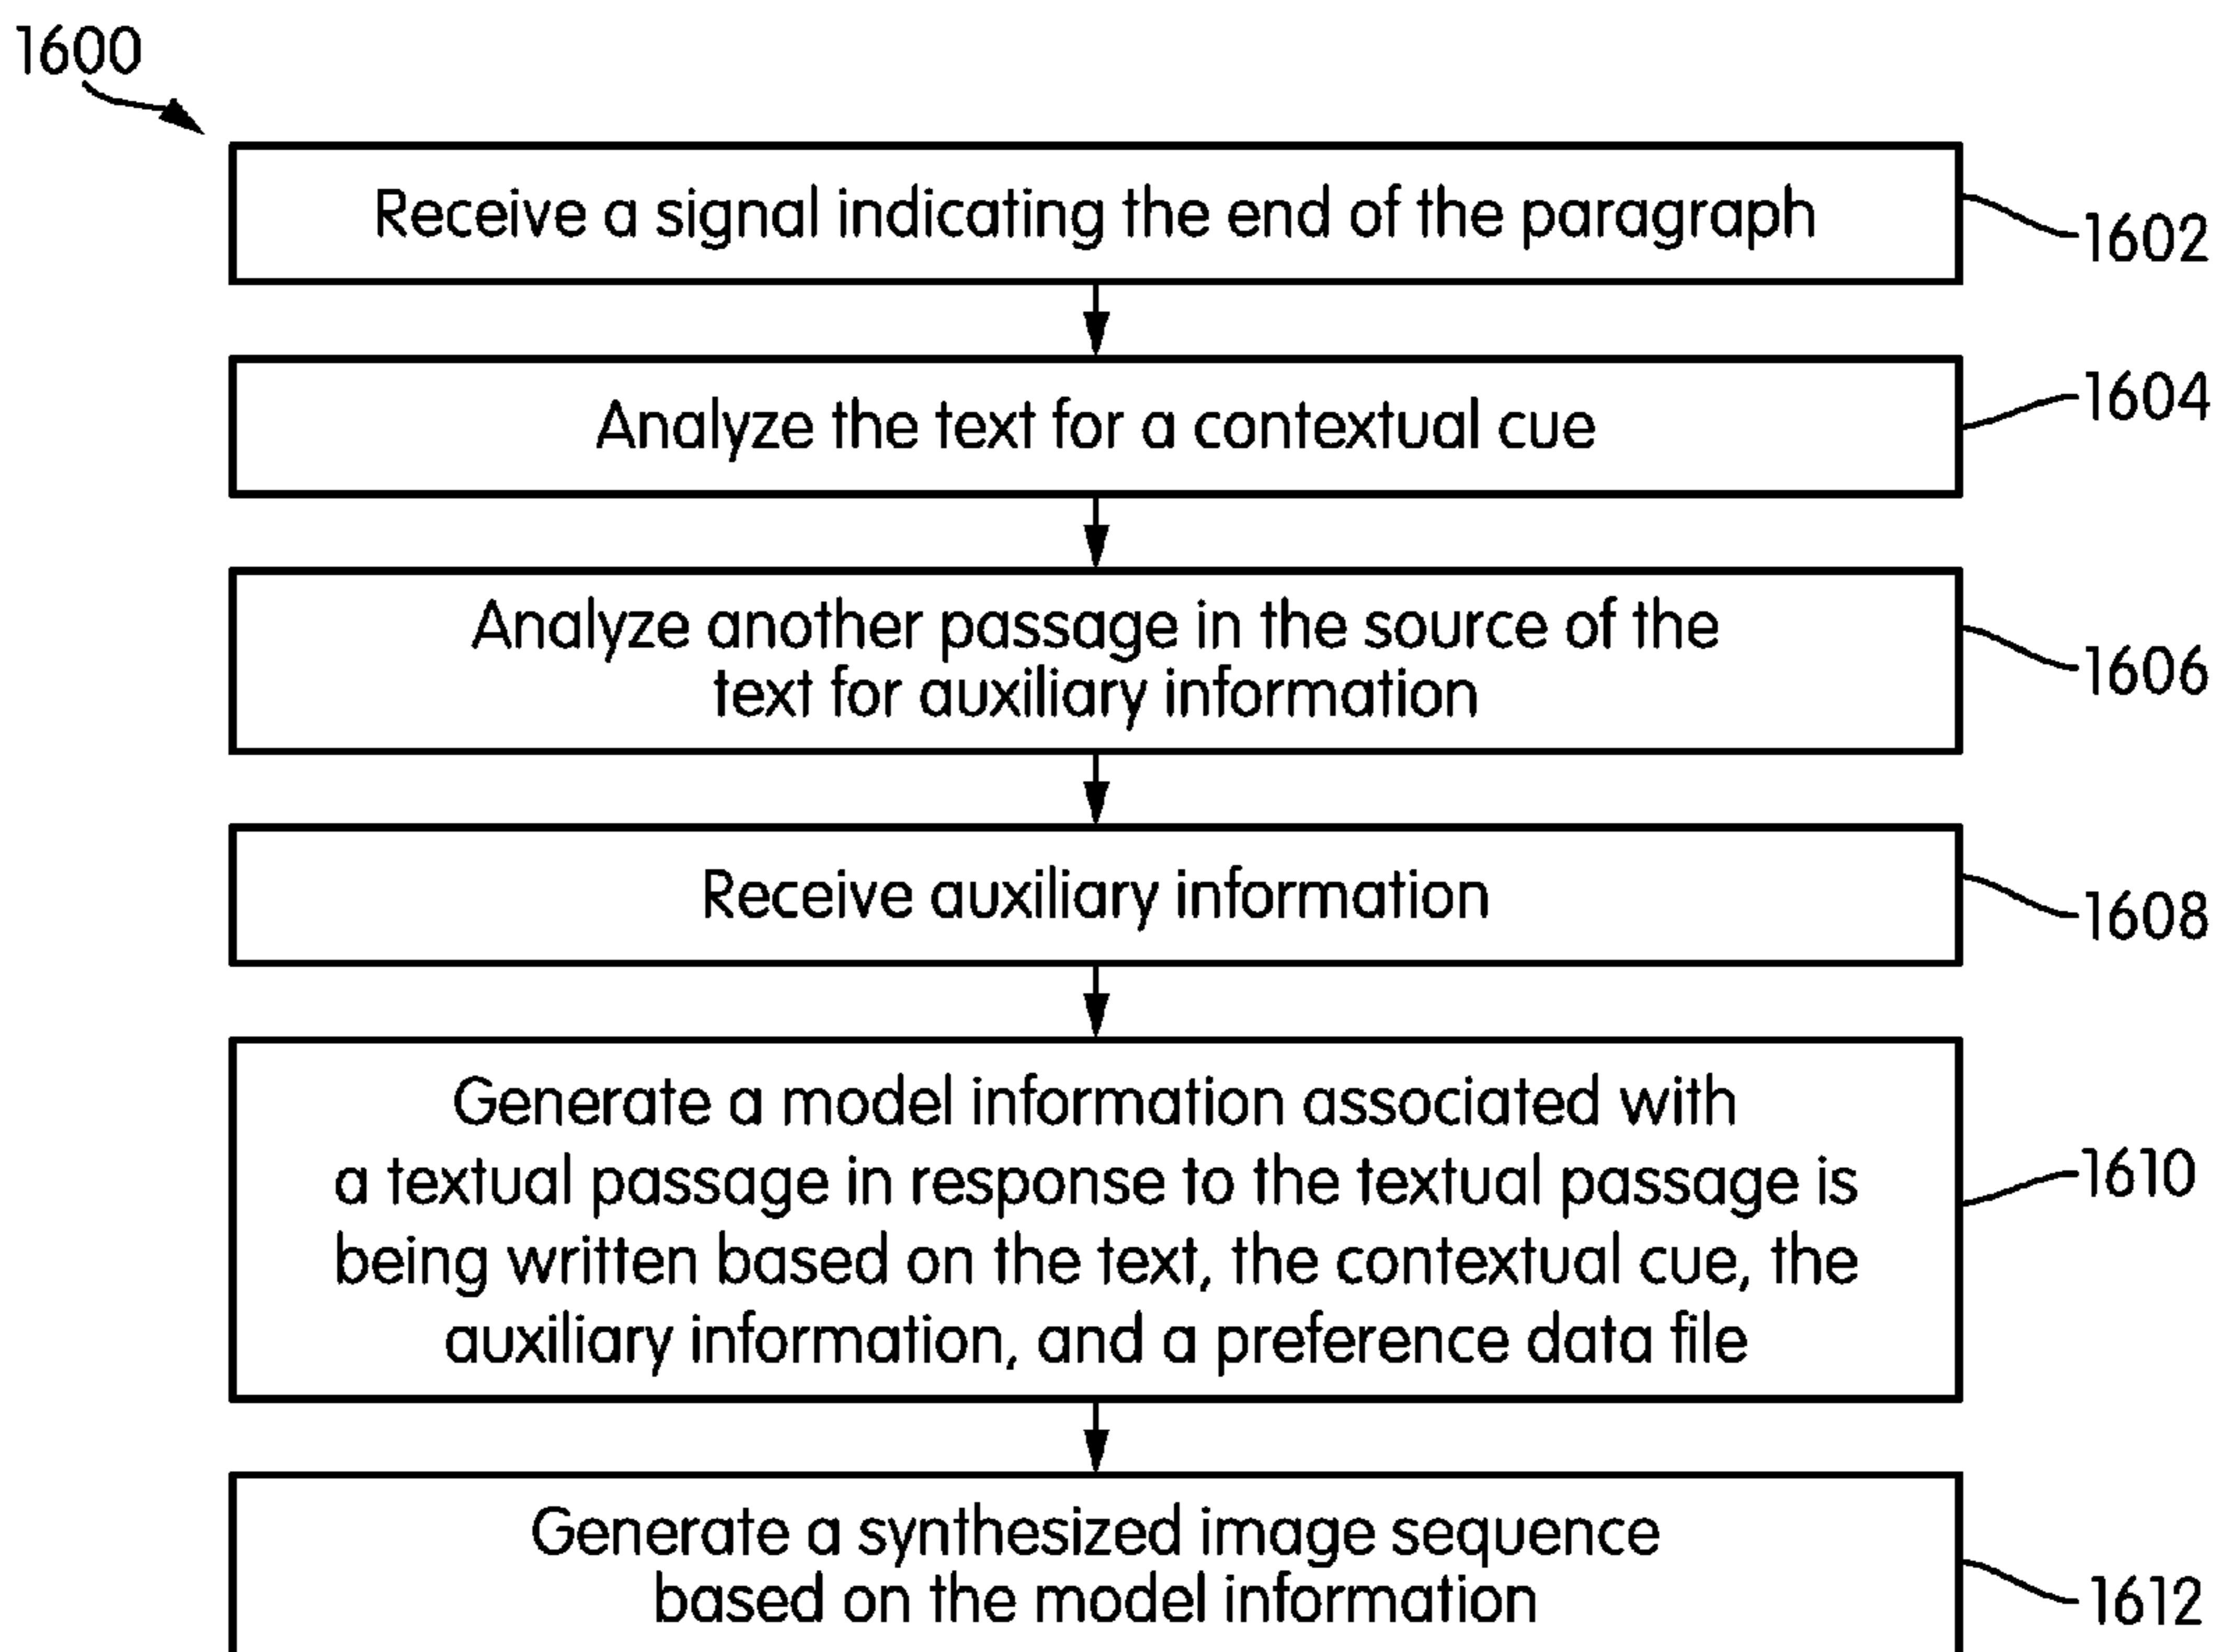 1600
Receive a signal indicating the end of the paragraph
1602
Analyze the text for a contextual cue
1604
Analyze another passage in the source of the
text for auxiliary information
1606
Receive auxiliary information
1608
Generate a model information associated with
a textual passage in response to the textual passage is
being written based on the text, the contextual cue, the
auxiliary information, and a preference data file
1610
Generate a synthesized image sequence
based on the model information
1612